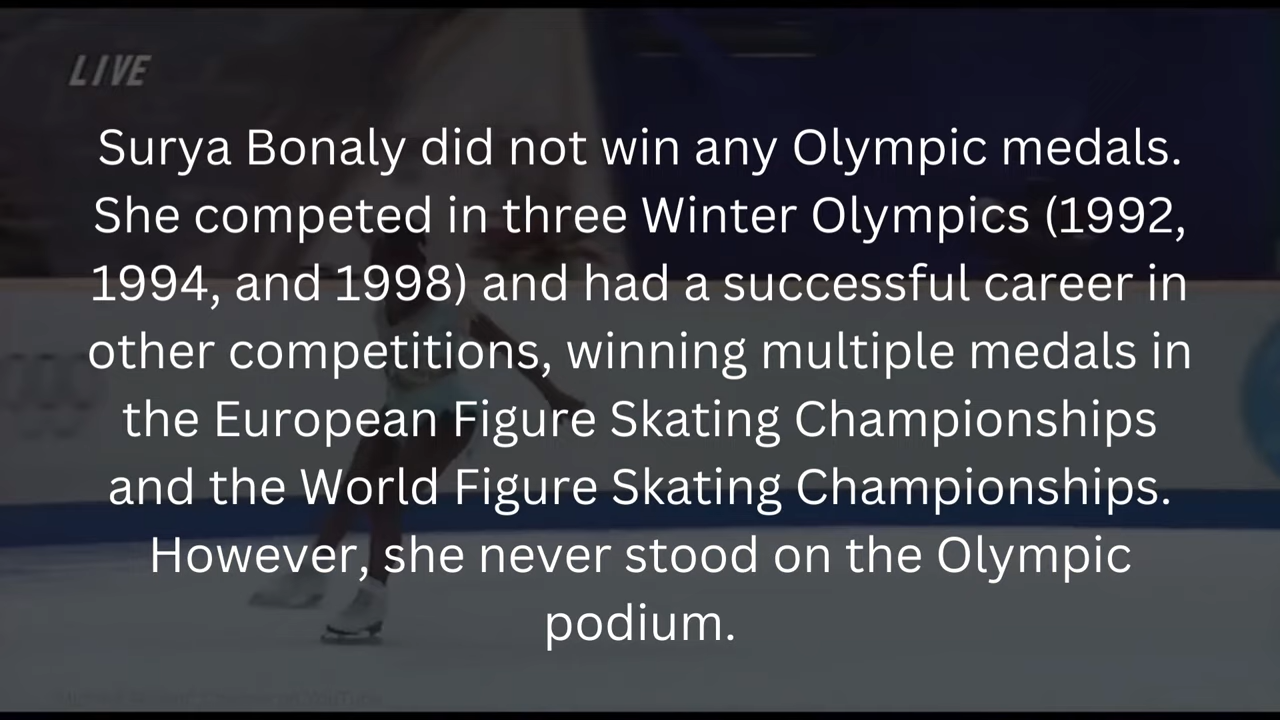 LIVE
Surya Bonaly did not win any Olympic medals.
She competed in three Winter Olympics (1992,
1994, and 1998) and had a successful career in
other competitions, winning multiple medals in
the European Figure Skating Championships
and the World Figure Skating Championships.
However, she never stood on the Olympic
podium.